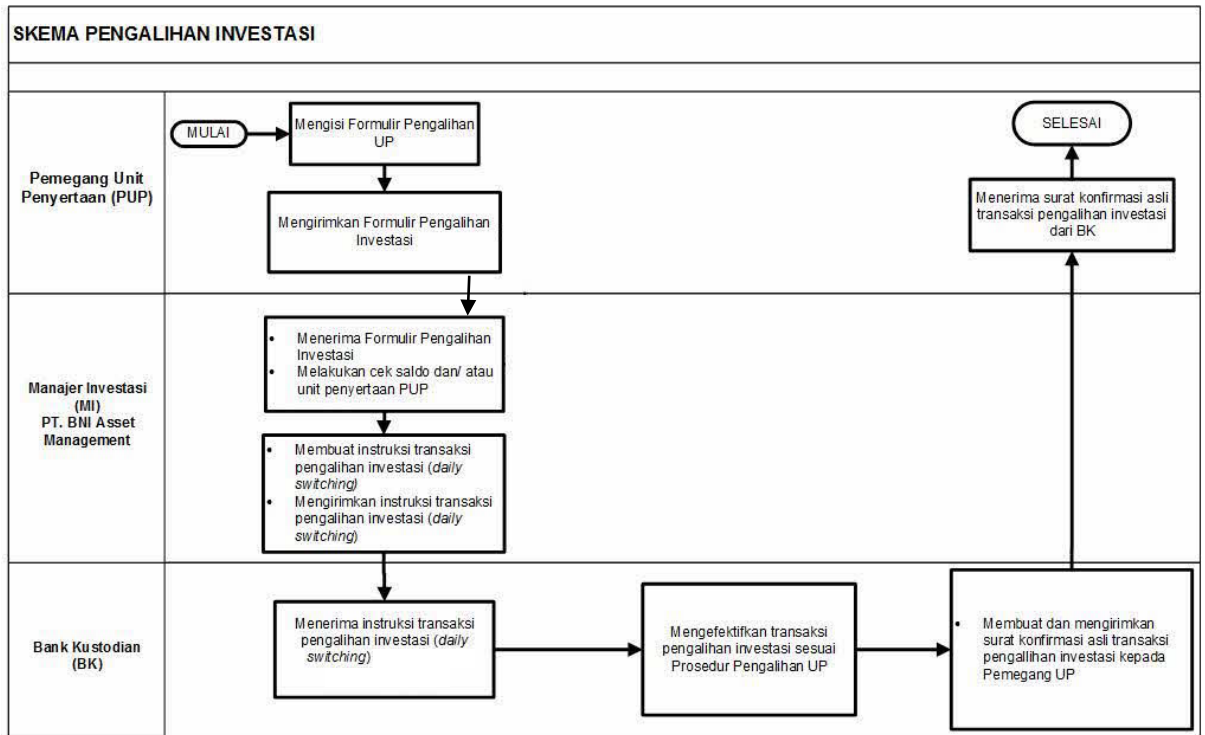 SKEMA PENGALIHAN INVESTASI
Pemegang Unit
Penyertaan (PUP)
MULAI
Mengisi Formulir Pengalihan
UP
Mengirimkan Formulir Pengalihan
Investasi
SELESAI
Menerima surat konfirmasi asli
transaksi pengalihan investasi
dari BK
Manajer Investasi
(MI)
PT. BNI Asset
Management
• Menerima Formulir Pengalihan
Investasi
• Melakukan cek saldo dan/ atau
unit penyertaan PUP
• Membuat instruksi transaksi
pengalihan investasi (daily
switching)
• Mengirimkan instruksi transaksi
pengalihan investasi (daily
switching)
Bank Kustodian
(BK)
Menerima instruksi transaksi
pengalihan investasi (daily
switching)
Mengefektifkan transaksi
pengalihan investasi sesuai
Prosedur Pengalihan UP
• Membuat dan mengirimkan
surat konfirmasi asli transaksi
pengallihan investasi kepada
Pemegang UP